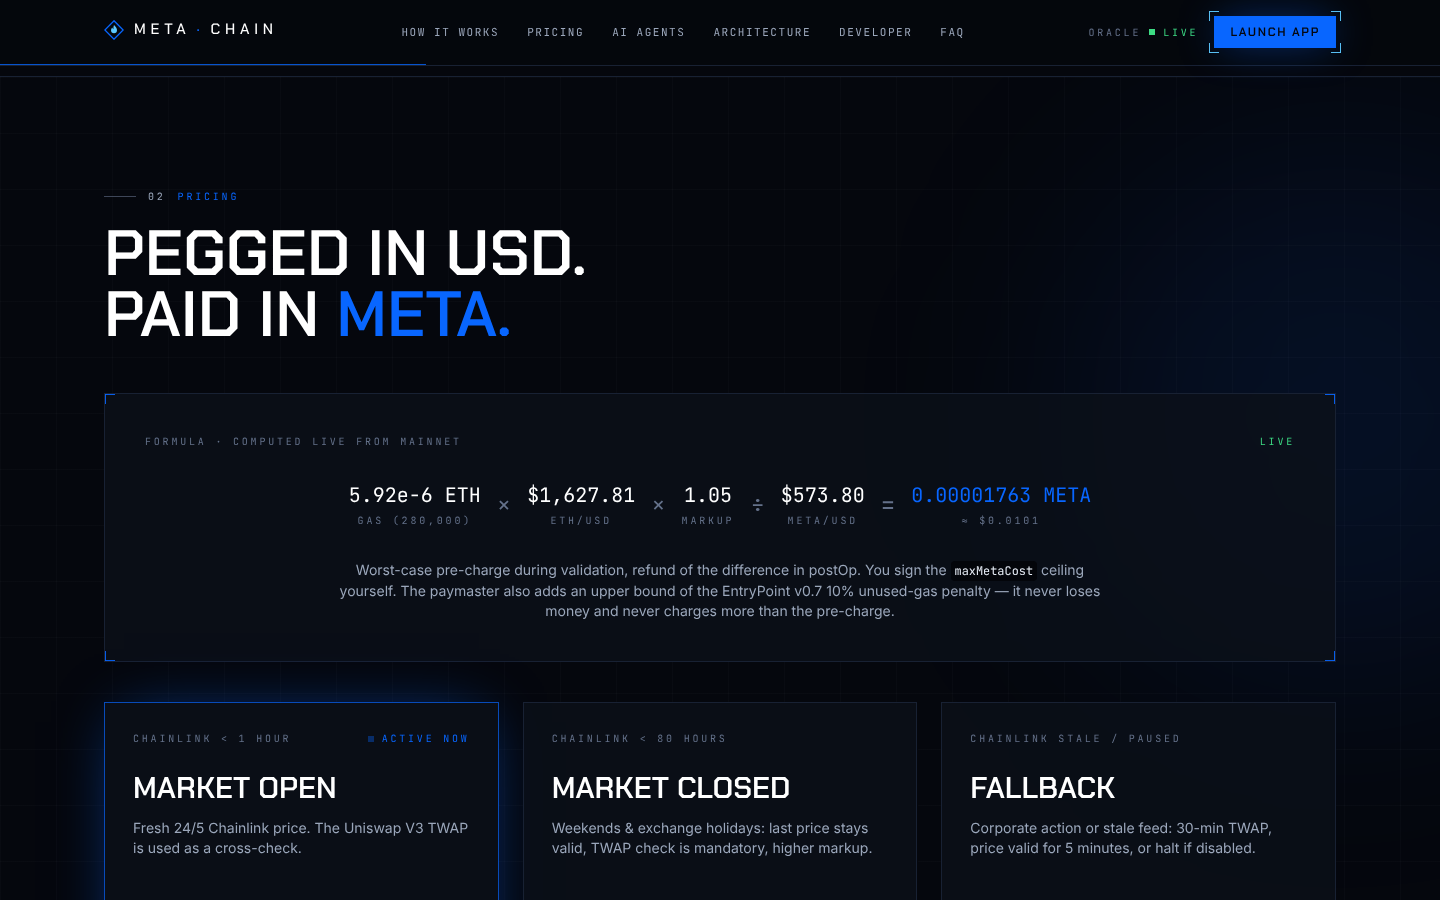 META · CHAIN
HOW IT WORKS PRICING AI AGENTS ARCHITECTURE DEVELOPER FAQ
ORACLE LIVE
LAUNCH APP
02 PRICING
PEGGED IN USD.
PAID IN META.
FORMULA · COMPUTED LIVE FROM MAINNET
LIVE
5.92e-6 ETH × $1,627.81 × 1.05 ÷ $573.80 = 0.00001763 META
GAS (280,000) ETH/USD MARKUP META/USD ≈ $0.0101
Worst-case pre-charge during validation, refund of the difference in postOp. You sign the maxMetaCost ceiling
yourself. The paymaster also adds an upper bound of the EntryPoint v0.7 10% unused-gas penalty — it never loses
money and never charges more than the pre-charge.
CHAINLINK < 1 HOUR
ACTIVE NOW
MARKET OPEN
Fresh 24/5 Chainlink price. The Uniswap V3 TWAP
is used as a cross-check.
CHAINLINK < 80 HOURS
MARKET CLOSED
Weekends & exchange holidays: last price stays
valid, TWAP check is mandatory, higher markup.
CHAINLINK STALE / PAUSED
FALLBACK
Corporate action or stale feed: 30-min TWAP,
price valid for 5 minutes, or halt if disabled.